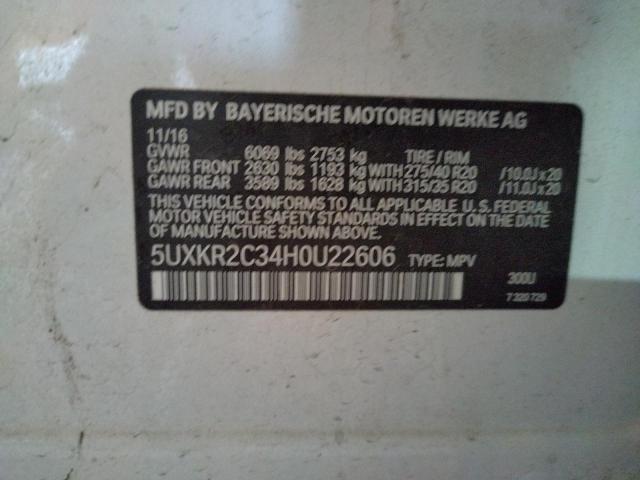 MFD BY BAYERISCHE MOTOREN WERKE AG
11/16
GVWR 6069 lbs 2753 kg TIRE / RIM
GAWR FRONT 2630 lbs 1193 kg WITH 275/40 R20 /10.0J x 20
GAWR REAR 3589 lbs 1628 kg WITH 315/35 R20 /11.0J x 20
THIS VEHICLE CONFORMS TO ALL APPLICABLE U.S. FEDERAL
MOTOR VEHICLE SAFETY STANDARDS IN EFFECT ON THE DATE
OF MANUFACTURE SHOWN ABOVE.
5UXKR2C34H0U22606 TYPE: MPV
300U
7 320 729